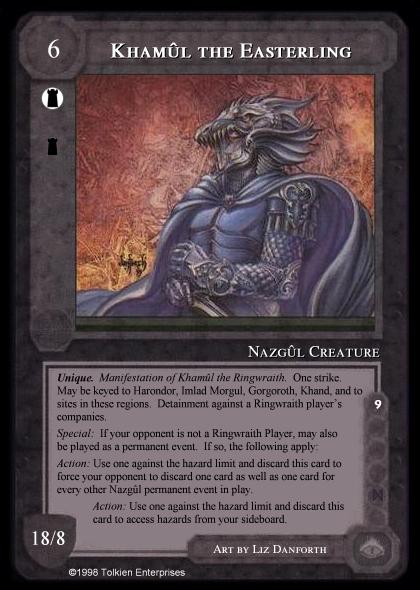 6
Khamûl the Easterling
Nazgûl Creature
Unique. Manifestation of Khamûl the Ringwraith. One strike.
May be keyed to Harondor, Imlad Morgul, Gorgoroth, Khand, and to
sites in these regions. Detainment against a Ringwraith player's
companies.
9
Special: If your opponent is not a Ringwraith Player, may also
be played as a permanent event. If so, the following apply:
Action: Use one against the hazard limit and discard this card to
force your opponent to discard one card as well as one card for
every other Nazgûl permanent event in play.
Action: Use one against the hazard limit and discard this
card to access hazards from your sideboard.
18/8
Art by Liz Danforth
©1998 Tolkien Enterprises